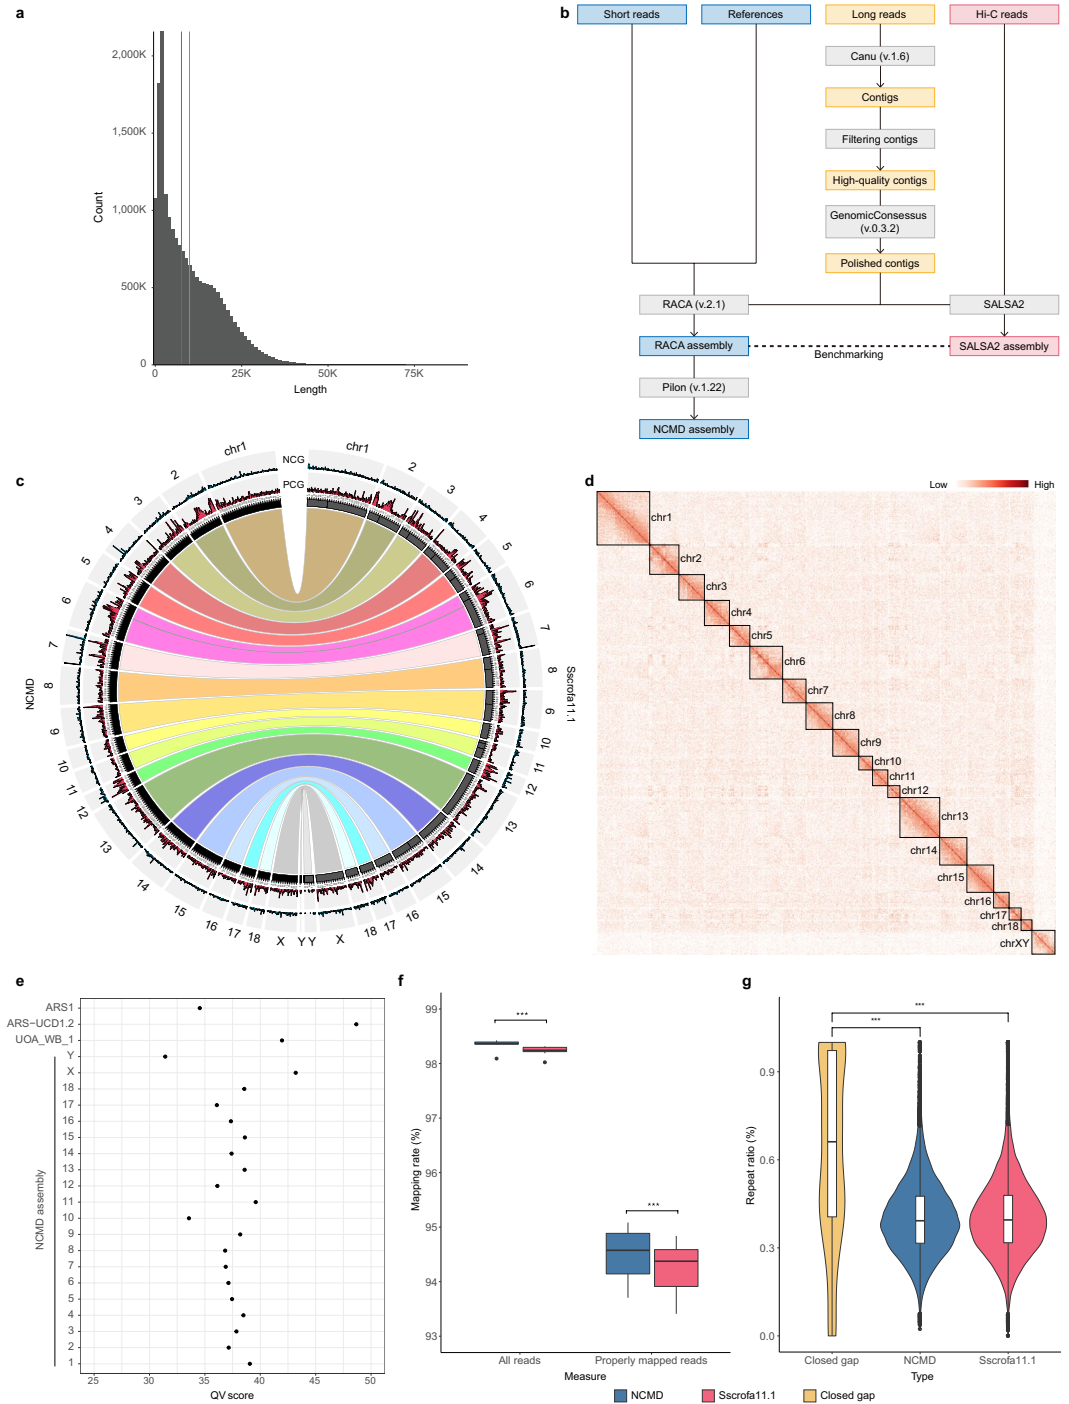 a
2,000K
1,500K
1,000K
500K
0
Count
0
25K
50K
75K
Length
b
Short reads
References
Long reads
Hi-C reads
Canu (v.1.6)
Contigs
Filtering contigs
High-quality contigs
GenomicConsessus
(v.0.3.2)
Polished contigs
RACA (v.2.1)
SALSA2
RACA assembly
Benchmarking
SALSA2 assembly
Pilon (v.1.22)
NCMD assembly
c
NCG
PCG
NCMD
chr1
2
3
4
5
6
7
8
9
10
11
12
13
14
15
16
17
18
X
Y
Sscrofa11.1
chr1
2
3
4
5
6
7
8
9
10
11
12
13
14
15
16
17
18
X
Y
d
Low
High
chr1
chr2
chr3
chr4
chr5
chr6
chr7
chr8
chr9
chr10
chr11
chr12
chr13
chr14
chr15
chr16
chr17
chr18
chrXY
e
ARS1
ARS−UCD1.2
UOA_WB_1
Y
X
18
17
16
15
14
13
12
11
10
9
8
7
6
5
4
3
2
1
NCMD assembly
25
30
35
40
45
50
QV score
f
99
98
97
96
95
94
93
Mapping rate (%)
***
***
All reads
Properly mapped reads
Measure
g
0.9
0.6
0.3
0.0
Repeat ratio (%)
***
***
Closed gap
NCMD
Sscrofa11.1
Type
NCMD
Sscrofa11.1
Closed gap